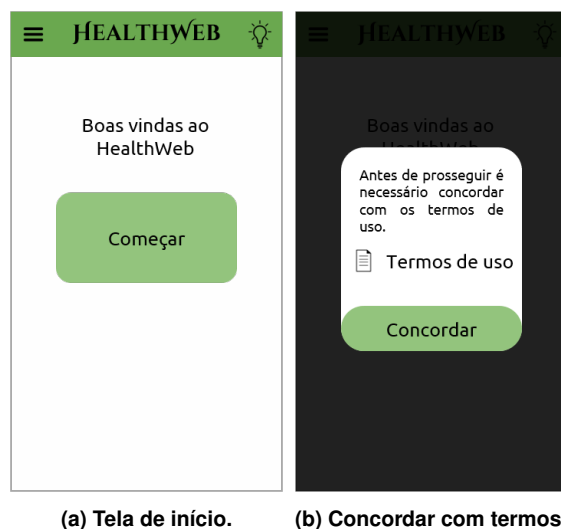 HEALTHWEB
Boas vindas ao
HealthWeb
Começar
(a) Tela de início.
HEALTHWEB
Boas vindas ao
HealthWeb
Antes de prosseguir é
necessário concordar
com os termos de
uso.
Termos de uso
Concordar
(b) Concordar com termos